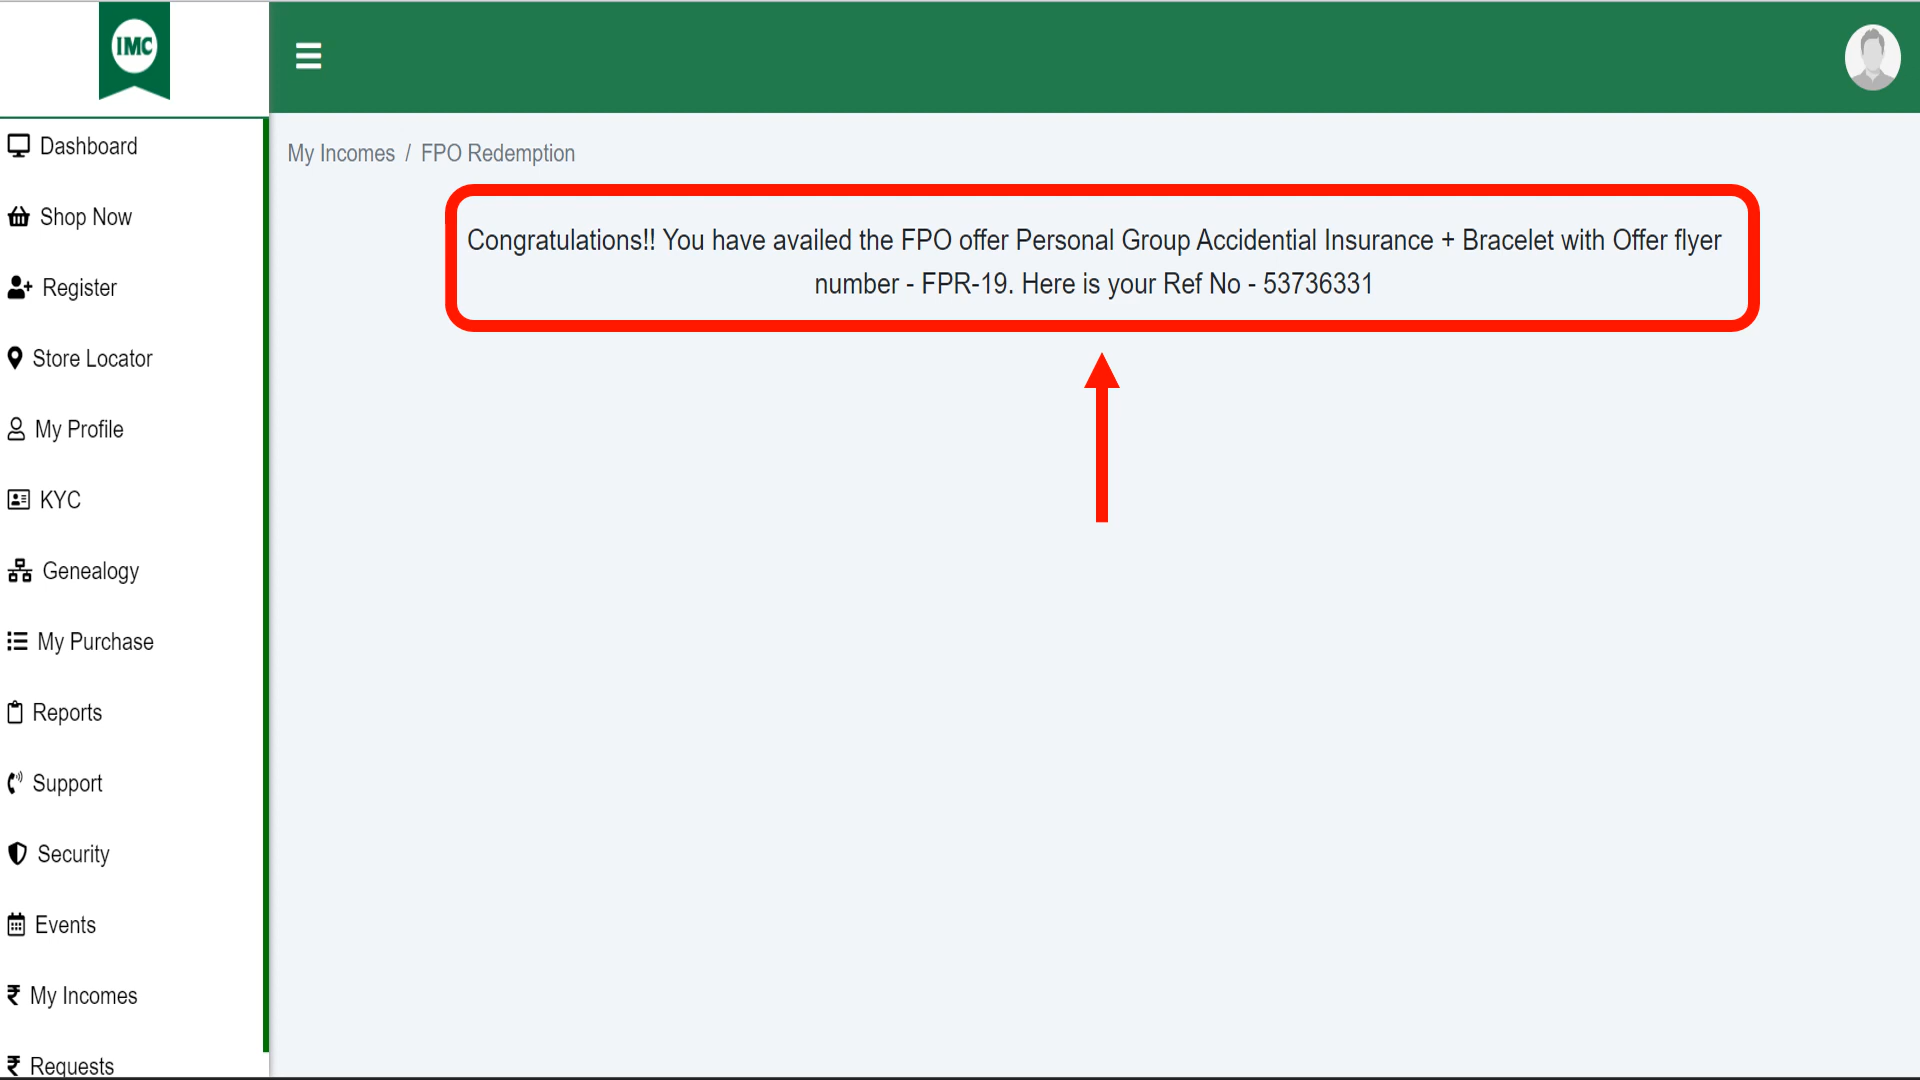 IMC
Dashboard
Shop Now
Register
Store Locator
My Profile
KYC
Genealogy
My Purchase
Reports
Support
Security
Events
₹ My Incomes
₹ Requests
My Incomes / FPO Redemption
Congratulations!! You have availed the FPO offer Personal Group Accidential Insurance + Bracelet with Offer flyer
number - FPR-19. Here is your Ref No - 53736331